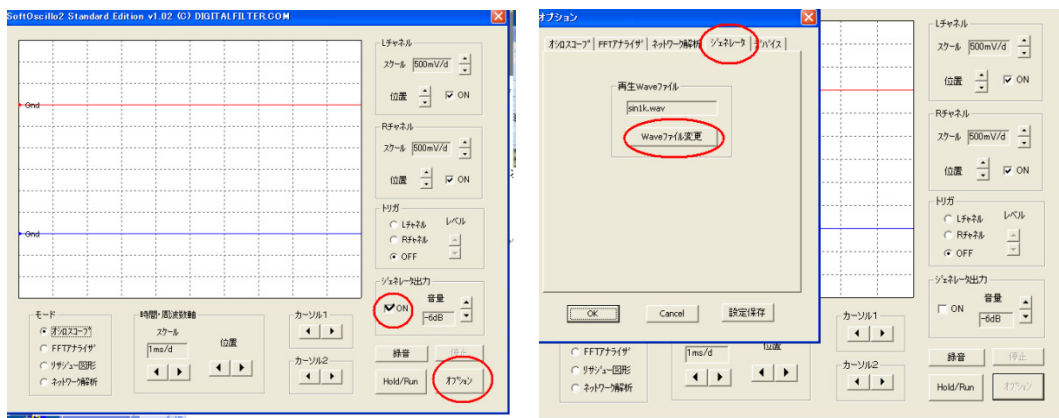 SoftOscillo2 Standard Edition v1.02 (C) DIGITALFILTER.COM
Gnd
Gnd
Lチャネル
スケール 500mV/d
位置 ON
Rチャネル
スケール 500mV/d
位置 ON
トリガ
Lチャネル レベル
Rチャネル
OFF
ジェネレータ出力
ON 音量
-6dB
モード
オシロスコープ
FFTアナライザ
リサジュー図形
ネットワーク解析
時間・周波数軸
スケール
1ms/d
位置
カーソル1
カーソル2
録音 停止
Hold/Run オプション
オプション
オシロスコープ FFTアナライザ ネットワーク解析 ジェネレータ デバイス
再生Waveファイル
sin1k.wav
Waveファイル変更
OK Cancel 設定保存
Lチャネル
スケール 500mV/d
位置 ON
Rチャネル
スケール 500mV/d
位置 ON
トリガ
Lチャネル レベル
Rチャネル
OFF
ジェネレータ出力
ON 音量
-6dB
FFTアナライザ
リサジュー図形
ネットワーク解析
1ms/d
カーソル1
カーソル2
録音 停止
Hold/Run オプション